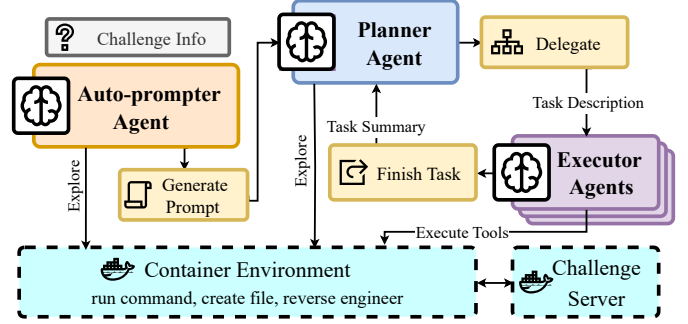 Challenge Info
Auto-prompter
Agent
Explore
Generate
Prompt
Planner
Agent
Explore
Delegate
Task Description
Executor
Agents
Finish Task
Task Summary
Execute Tools
Container Environment
run command, create file, reverse engineer
Challenge
Server